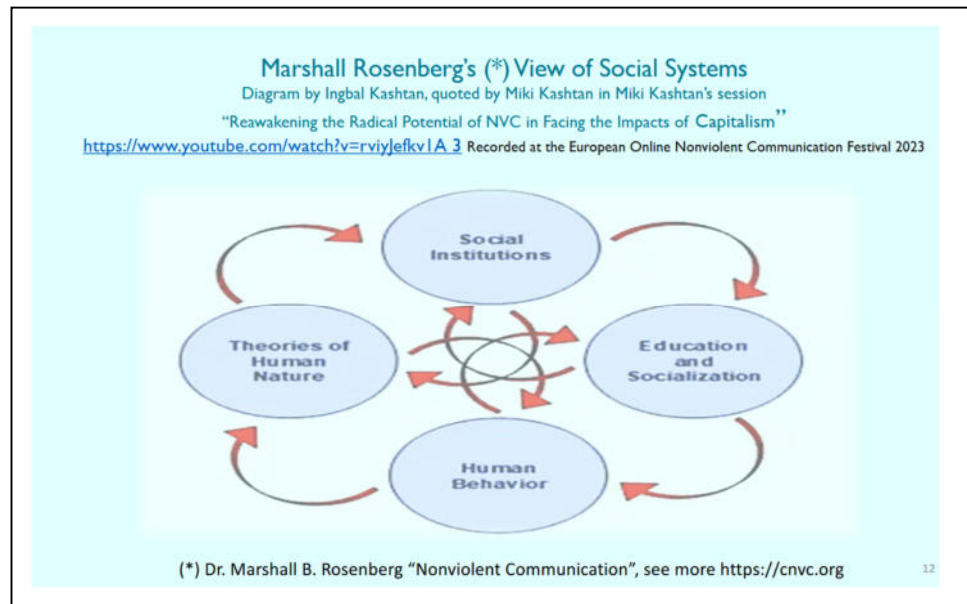 Marshall Rosenberg's (*) View of Social Systems
Diagram by Ingbal Kashtan, quoted by Miki Kashtan in Miki Kashtan's session
“Reawakening the Radical Potential of NVC in Facing the Impacts of Capitalism”
https://www.youtube.com/watch?v=rviyJefkv1A 3 Recorded at the European Online Nonviolent Communication Festival 2023
Social
Institutions
Theories of
Human
Nature
Education
and
Socialization
Human
Behavior
(*) Dr. Marshall B. Rosenberg “Nonviolent Communication”, see more https://cnvc.org
12